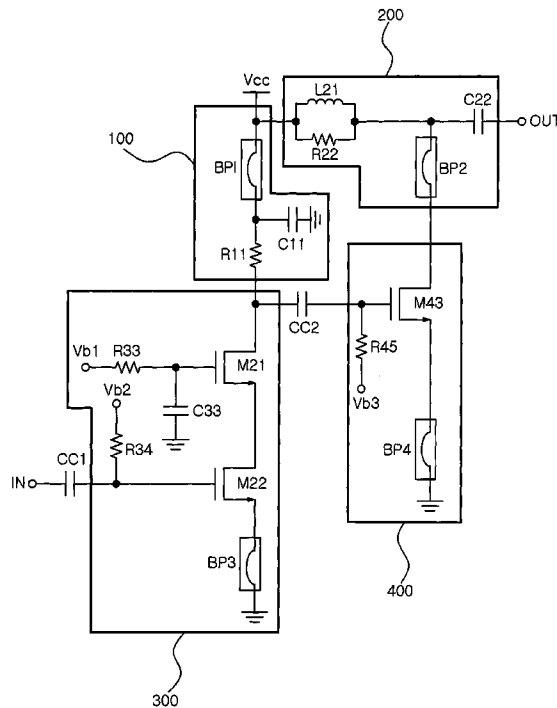 200
Vcc
L21
C22
OUT
100
R22
BP1
BP2
C11
R11
M43
CC2
R45
Vb1
R33
M21
Vb3
Vb2
C33
R34
BP4
CC1
IN
M22
BP3
400
300